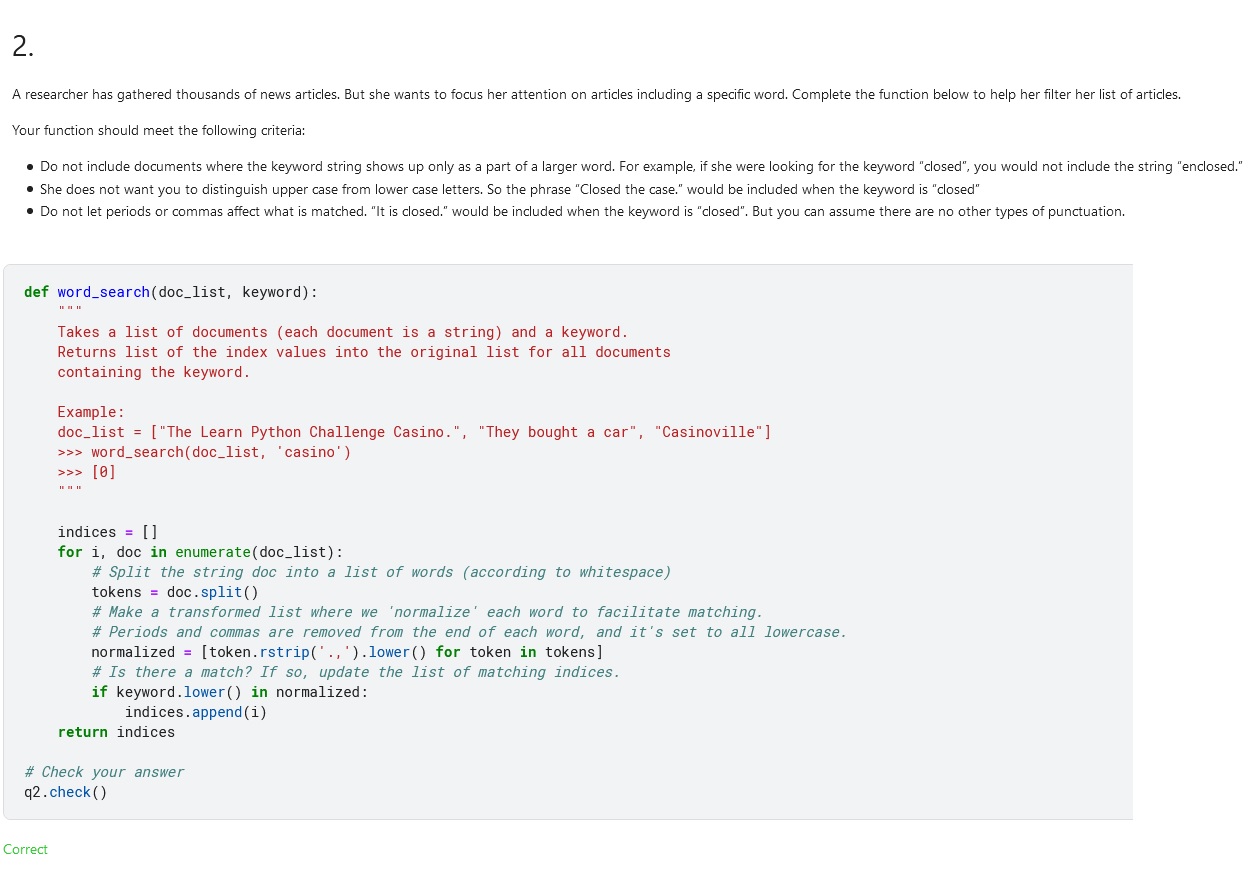 2.
A researcher has gathered thousands of news articles. But she wants to focus her attention on articles including a specific word. Complete the function below to help her filter her list of articles.
Your function should meet the following criteria:
● Do not include documents where the keyword string shows up only as a part of a larger word. For example, if she were looking for the keyword “closed”, you would not include the string “enclosed.”
● She does not want you to distinguish upper case from lower case letters. So the phrase “Closed the case.” would be included when the keyword is “closed”
● Do not let periods or commas affect what is matched. “It is closed.” would be included when the keyword is “closed”. But you can assume there are no other types of punctuation.
def word_search(doc_list, keyword):
    """
    Takes a list of documents (each document is a string) and a keyword.
    Returns list of the index values into the original list for all documents
    containing the keyword.

    Example:
    doc_list = ["The Learn Python Challenge Casino.", "They bought a car", "Casinoville"]
    >>> word_search(doc_list, 'casino')
    >>> [0]
    """

    indices = []
    for i, doc in enumerate(doc_list):
        # Split the string doc into a list of words (according to whitespace)
        tokens = doc.split()
        # Make a transformed list where we 'normalize' each word to facilitate matching.
        # Periods and commas are removed from the end of each word, and it's set to all lowercase.
        normalized = [token.rstrip('.,').lower() for token in tokens]
        # Is there a match? If so, update the list of matching indices.
        if keyword.lower() in normalized:
            indices.append(i)
    return indices

# Check your answer
q2.check()
Correct